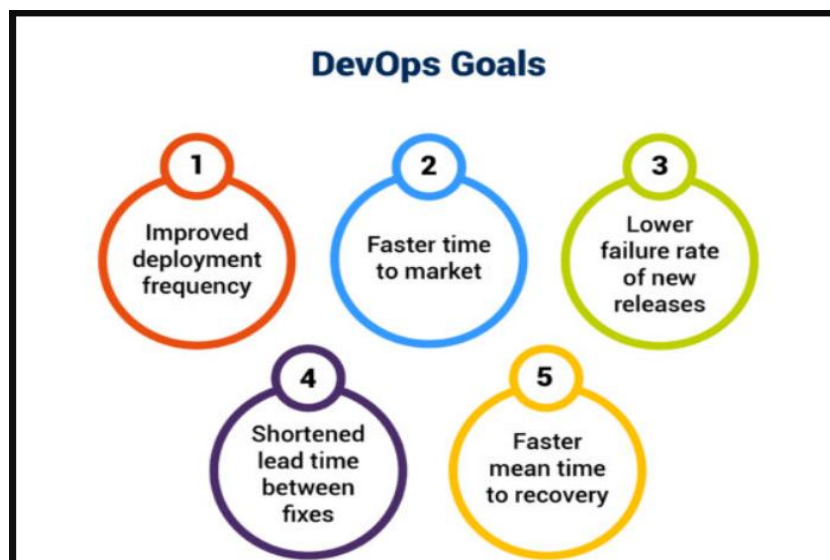 DevOps Goals
1
Improved
deployment
frequency
2
Faster time
to market
3
Lower
failure rate
of new
releases
4
Shortened
lead time
between
fixes
5
Faster
mean time
to recovery